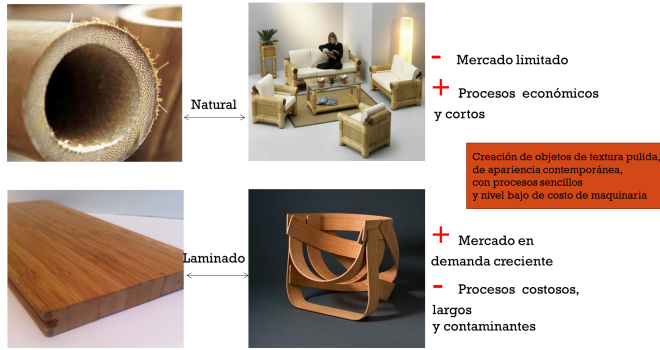 Natural
- Mercado limitado
+ Procesos económicos
y cortos
Creación de objetos de textura pulida,
de apariencia contemporánea,
con procesos sencillos
y nivel bajo de costo de maquinaria
Laminado
+ Mercado en
demanda creciente
- Procesos costosos,
largos
y contaminantes